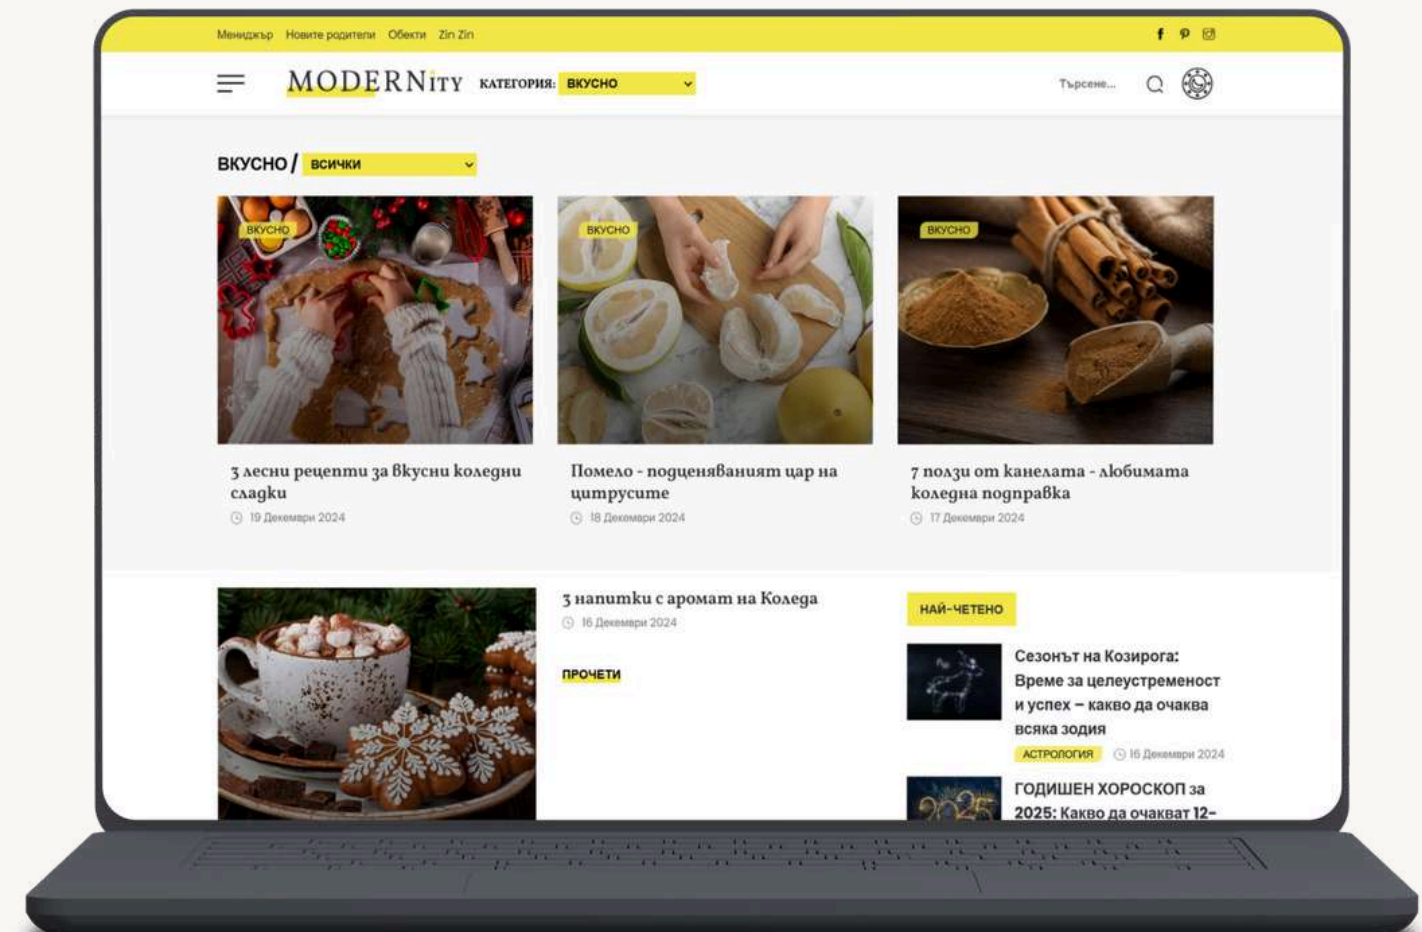 Мениджър Новите родители Обекти Zin Zin
MODERNiTY КАТЕГОРИЯ: ВКУСНО Търсене...
ВКУСНО / ВСИЧКИ
ВКУСНО
ВКУСНО
ВКУСНО
3 лесни рецепти за вкусни коледни
сладки
19 Декември 2024
Помело - подценяваният цар на
цитрусите
18 Декември 2024
7 ползи от канелата - любимата
коледна подправка
17 Декември 2024
3 напитки с аромат на Коледа
16 Декември 2024
ПРОЧЕТИ
НАЙ-ЧЕТЕНО
Сезонът на Козирога:
Време за целеустременост
и успех – какво да очаква
всяка зодия
АСТРОЛОГИЯ 16 Декември 2024
2025
ГОДИШЕН ХОРОСКОП за
2025: Какво да очакват 12-